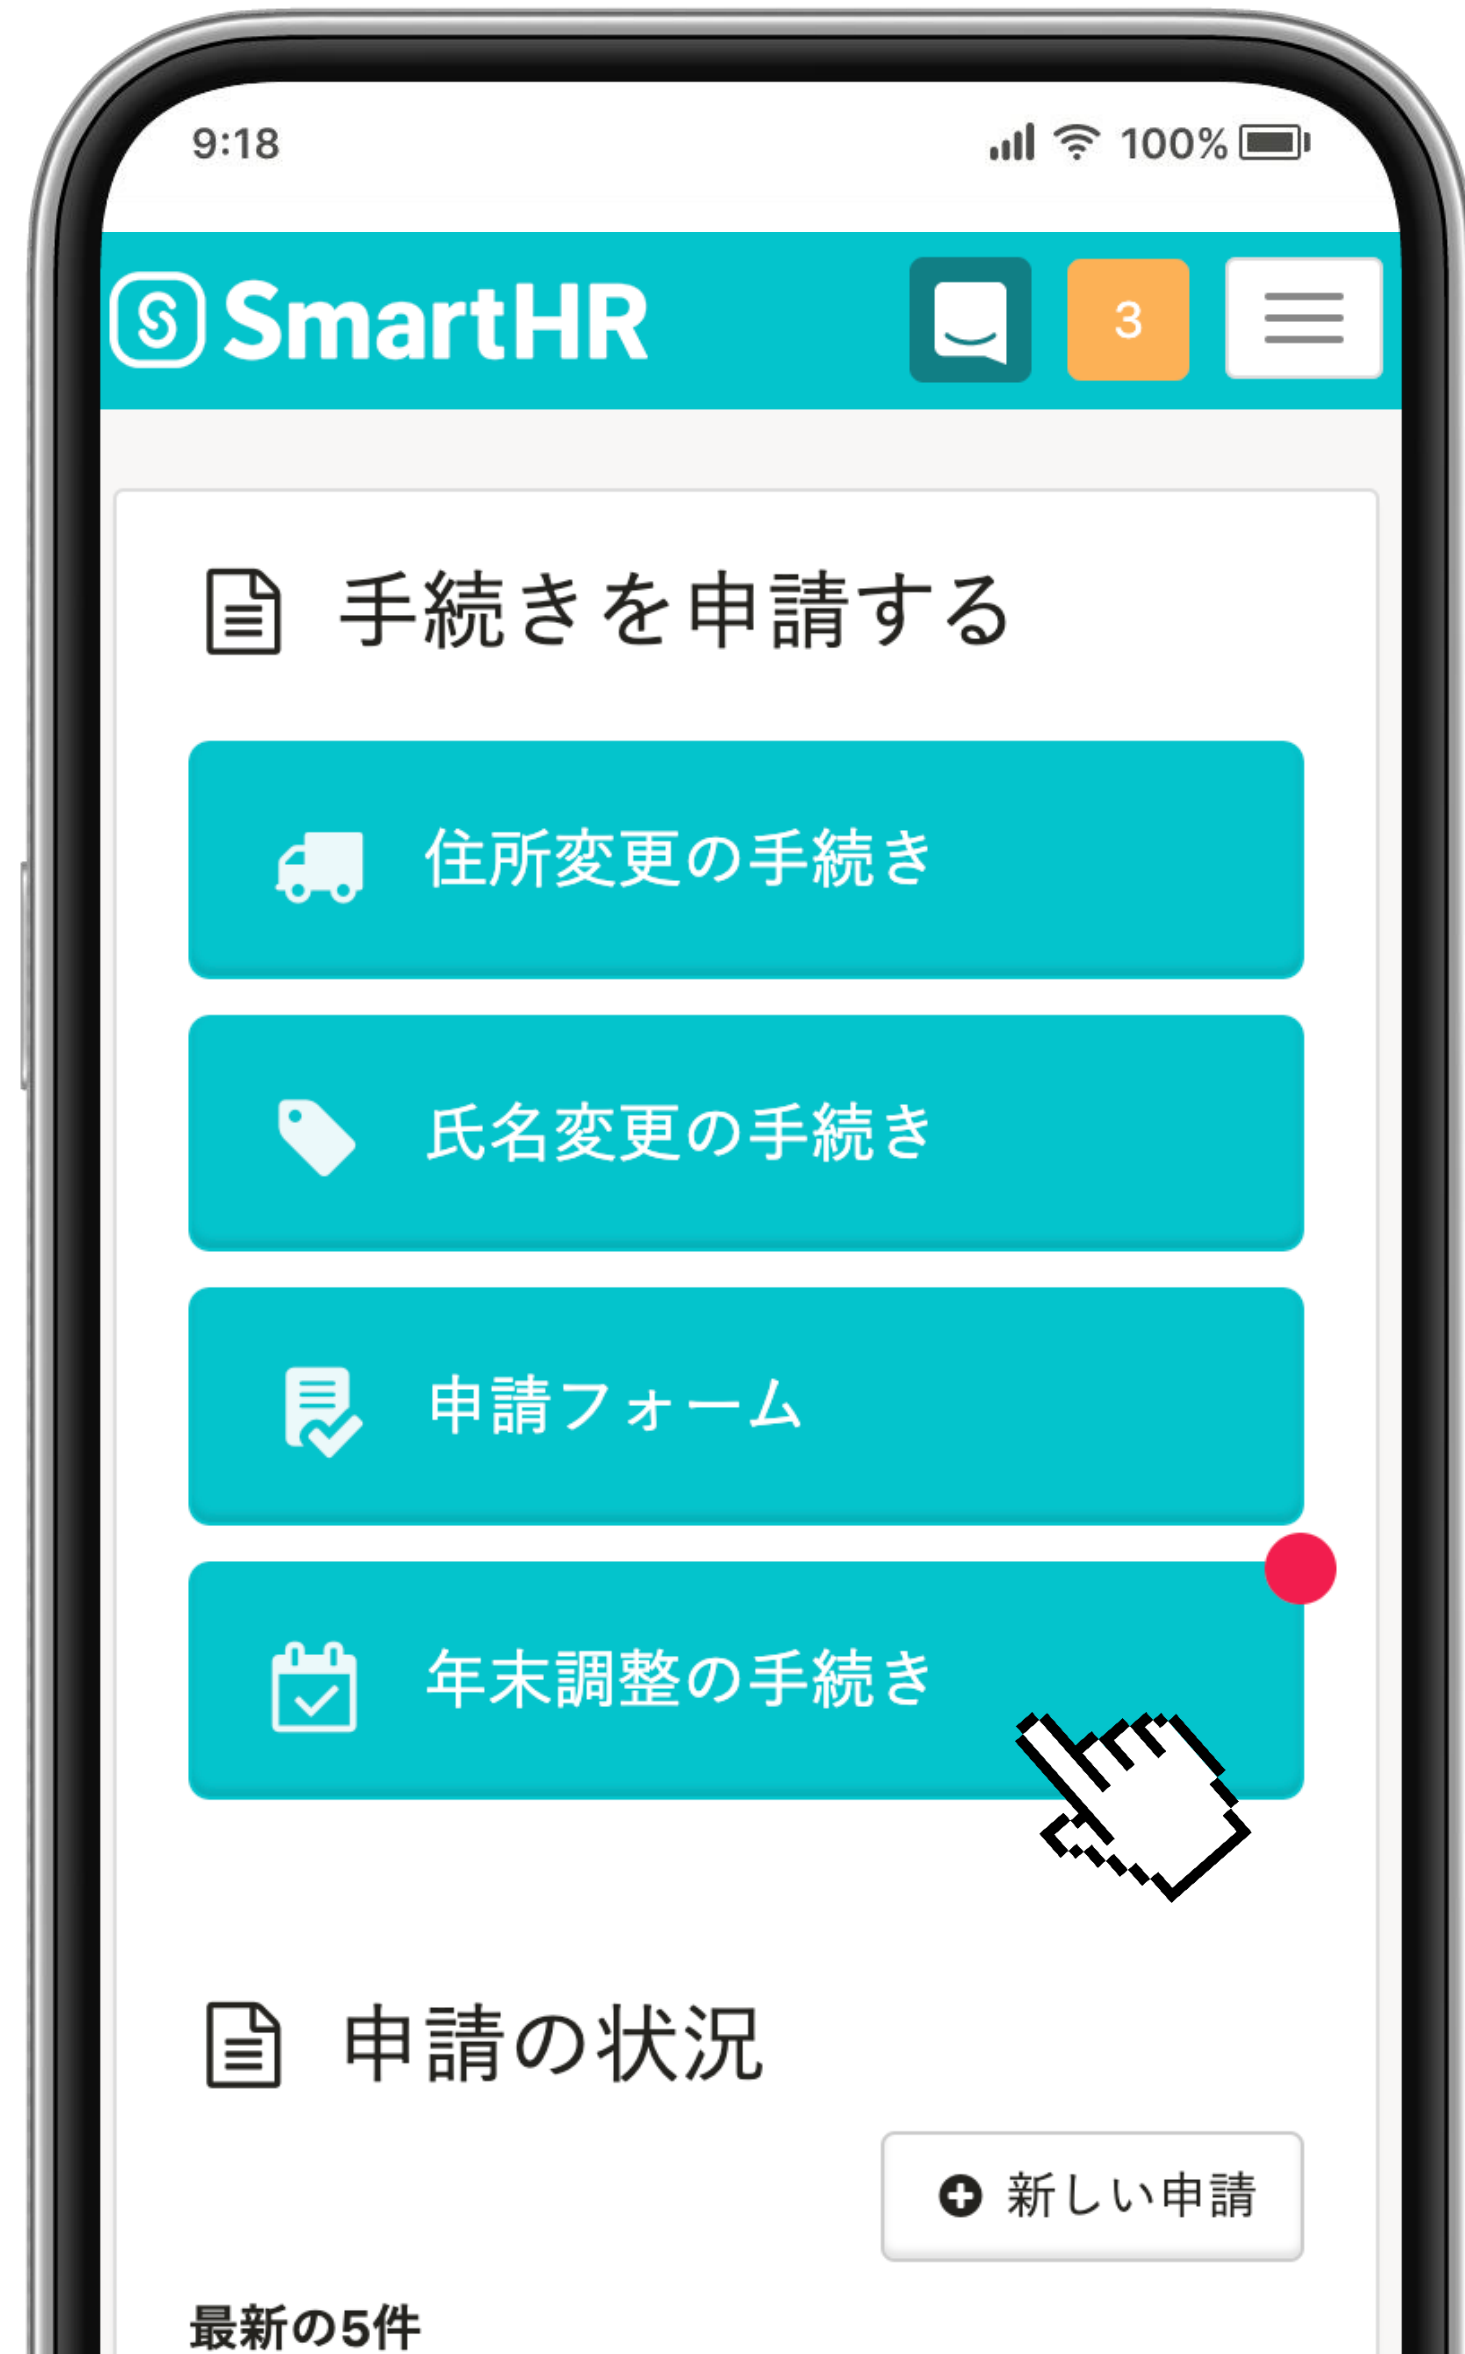 9:18
100%
SmartHR
3
手続きを申請する
住所変更の手続き
氏名変更の手続き
申請フォーム
年末調整の手続き
申請の状況
新しい申請
最新の5件